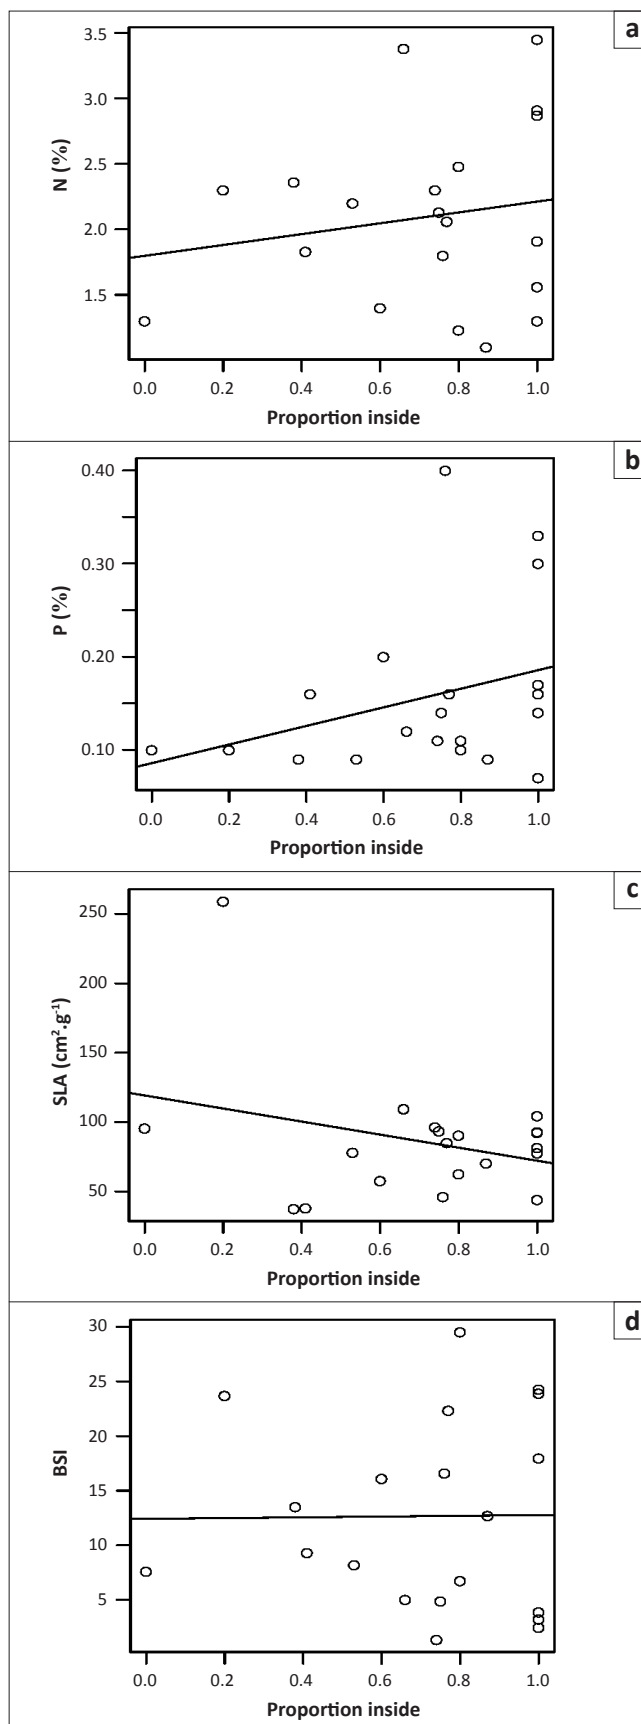 a
3.5
3.0
2.5
2.0
1.5
N (%)
0.0 0.2 0.4 0.6 0.8 1.0
Proportion inside
b
0.40
0.30
0.20
0.10
P (%)
0.0 0.2 0.4 0.6 0.8 1.0
Proportion inside
c
250
200
150
100
50
SLA (cm².g⁻¹)
0.0 0.2 0.4 0.6 0.8 1.0
Proportion inside
d
30
25
20
15
10
5
BSI
0.0 0.2 0.4 0.6 0.8 1.0
Proportion inside